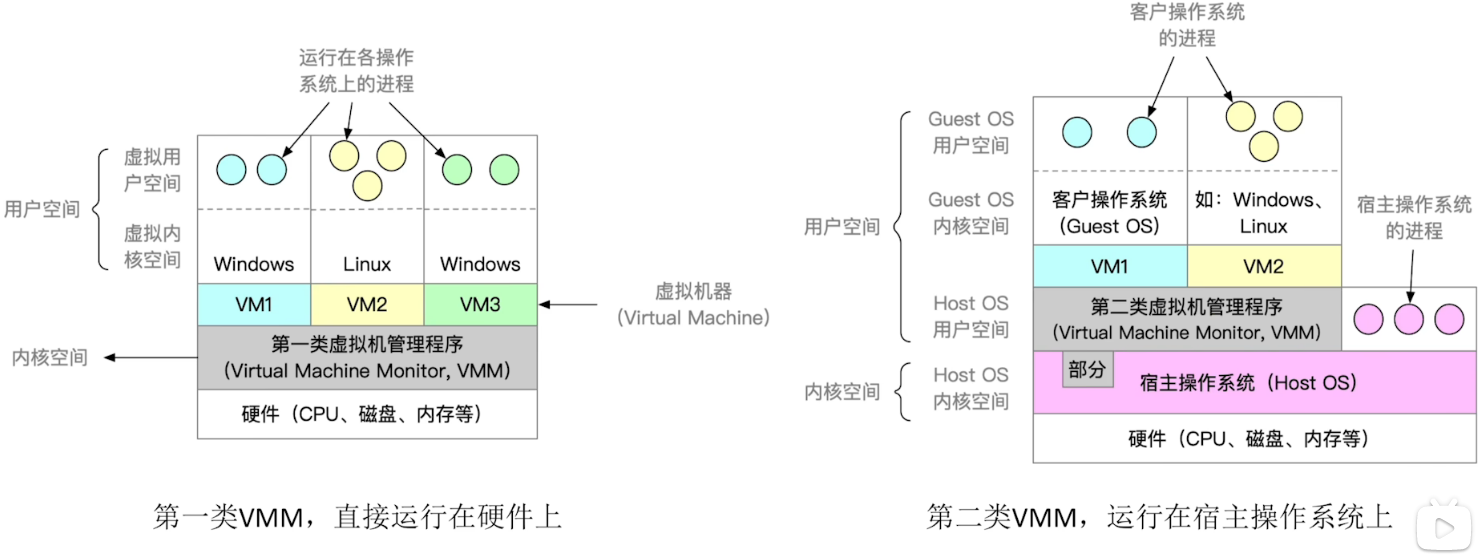 运行在各操作
系统上的进程
虚拟用
户空间
用户空间
虚拟内
核空间
Windows
Linux
Windows
VM1
VM2
VM3
虚拟机器
（Virtual Machine）
第一类虚拟机管理程序
（Virtual Machine Monitor, VMM）
内核空间
硬件（CPU、磁盘、内存等）
第一类VMM，直接运行在硬件上
客户操作系统
的进程
Guest OS
用户空间
Guest OS
内核空间
用户空间
客户操作系统
（Guest OS）
如：Windows、
Linux
宿主操作系统
的进程
VM1
VM2
Host OS
用户空间
第二类虚拟机管理程序
（Virtual Machine Monitor, VMM）
Host OS
内核空间
内核空间
部分
宿主操作系统（Host OS）
硬件（CPU、磁盘、内存等）
第二类VMM，运行在宿主操作系统上